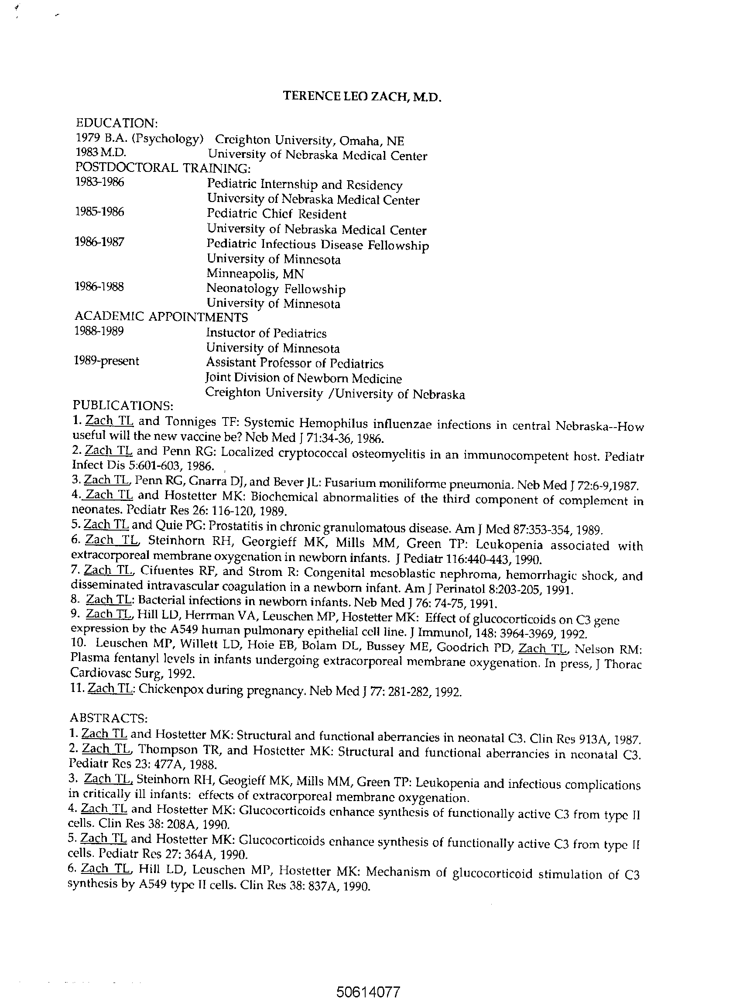 TERENCE LEO ZACH, M.D.
EDUCATION:
1979 B.A. (Psychology) Creighton University, Omaha, NE
1983 M.D. University of Nebraska Medical Center
POSTDOCTORAL TRAINING:
1983-1986 Pediatric Internship and Residency
University of Nebraska Medical Center
1985-1986 Pediatric Chief Resident
University of Nebraska Medical Center
1986-1987 Pediatric Infectious Disease Fellowship
University of Minnesota
Minneapolis, MN
1986-1988 Neonatology Fellowship
University of Minnesota
ACADEMIC APPOINTMENTS
1988-1989 Instuctor of Pediatrics
University of Minnesota
1989-present Assistant Professor of Pediatrics
Joint Division of Newborn Medicine
Creighton University /University of Nebraska
PUBLICATIONS:
1. Zach TL and Tonniges TF: Systemic Hemophilus influenzae infections in central Nebraska--How
useful will the new vaccine be? Neb Med J 71:34-36, 1986.
2. Zach TL and Penn RG: Localized cryptococcal osteomyelitis in an immunocompetent host. Pediatr
Infect Dis 5:601-603, 1986.
3. Zach TL, Penn RG, Gnarra DJ, and Bever JL: Fusarium moniliforme pneumonia. Neb Med J 72:6-9,1987.
4. Zach TL and Hostetter MK: Biochemical abnormalities of the third component of complement in
neonates. Pediatr Res 26: 116-120, 1989.
5. Zach TL and Quie PG: Prostatitis in chronic granulomatous disease. Am J Med 87:353-354, 1989.
6. Zach TL, Steinhorn RH, Georgieff MK, Mills MM, Green TP: Leukopenia associated with
extracorporeal membrane oxygenation in newborn infants. J Pediatr 116:440-443, 1990.
7. Zach TL, Cifuentes RF, and Strom R: Congenital mesoblastic nephroma, hemorrhagic shock, and
disseminated intravascular coagulation in a newborn infant. Am J Perinatol 8:203-205, 1991.
8. Zach TL: Bacterial infections in newborn infants. Neb Med J 76: 74-75, 1991.
9. Zach TL, Hill LD, Herrman VA, Leuschen MP, Hostetter MK: Effect of glucocorticoids on C3 gene
expression by the A549 human pulmonary epithelial cell line. J Immunol, 148: 3964-3969, 1992.
10. Leuschen MP, Willett LD, Hoie EB, Bolam DL, Bussey ME, Goodrich PD, Zach TL, Nelson RM:
Plasma fentanyl levels in infants undergoing extracorporeal membrane oxygenation. In press, J Thorac
Cardiovasc Surg, 1992.
11. Zach TL: Chickenpox during pregnancy. Neb Med J 77: 281-282, 1992.
ABSTRACTS:
1. Zach TL and Hostetter MK: Structural and functional aberrancies in neonatal C3. Clin Res 913A, 1987.
2. Zach TL, Thompson TR, and Hostetter MK: Structural and functional aberrancies in neonatal C3.
Pediatr Res 23: 477A, 1988.
3. Zach TL, Steinhorn RH, Geogieff MK, Mills MM, Green TP: Leukopenia and infectious complications
in critically ill infants: effects of extracorporeal membrane oxygenation.
4. Zach TL and Hostetter MK: Glucocorticoids enhance synthesis of functionally active C3 from type II
cells. Clin Res 38: 208A, 1990.
5. Zach TL and Hostetter MK: Glucocorticoids enhance synthesis of functionally active C3 from type II
cells. Pediatr Res 27: 364A, 1990.
6. Zach TL, Hill LD, Leuschen MP, Hostetter MK: Mechanism of glucocorticoid stimulation of C3
synthesis by A549 type II cells. Clin Res 38: 837A, 1990.
50614077